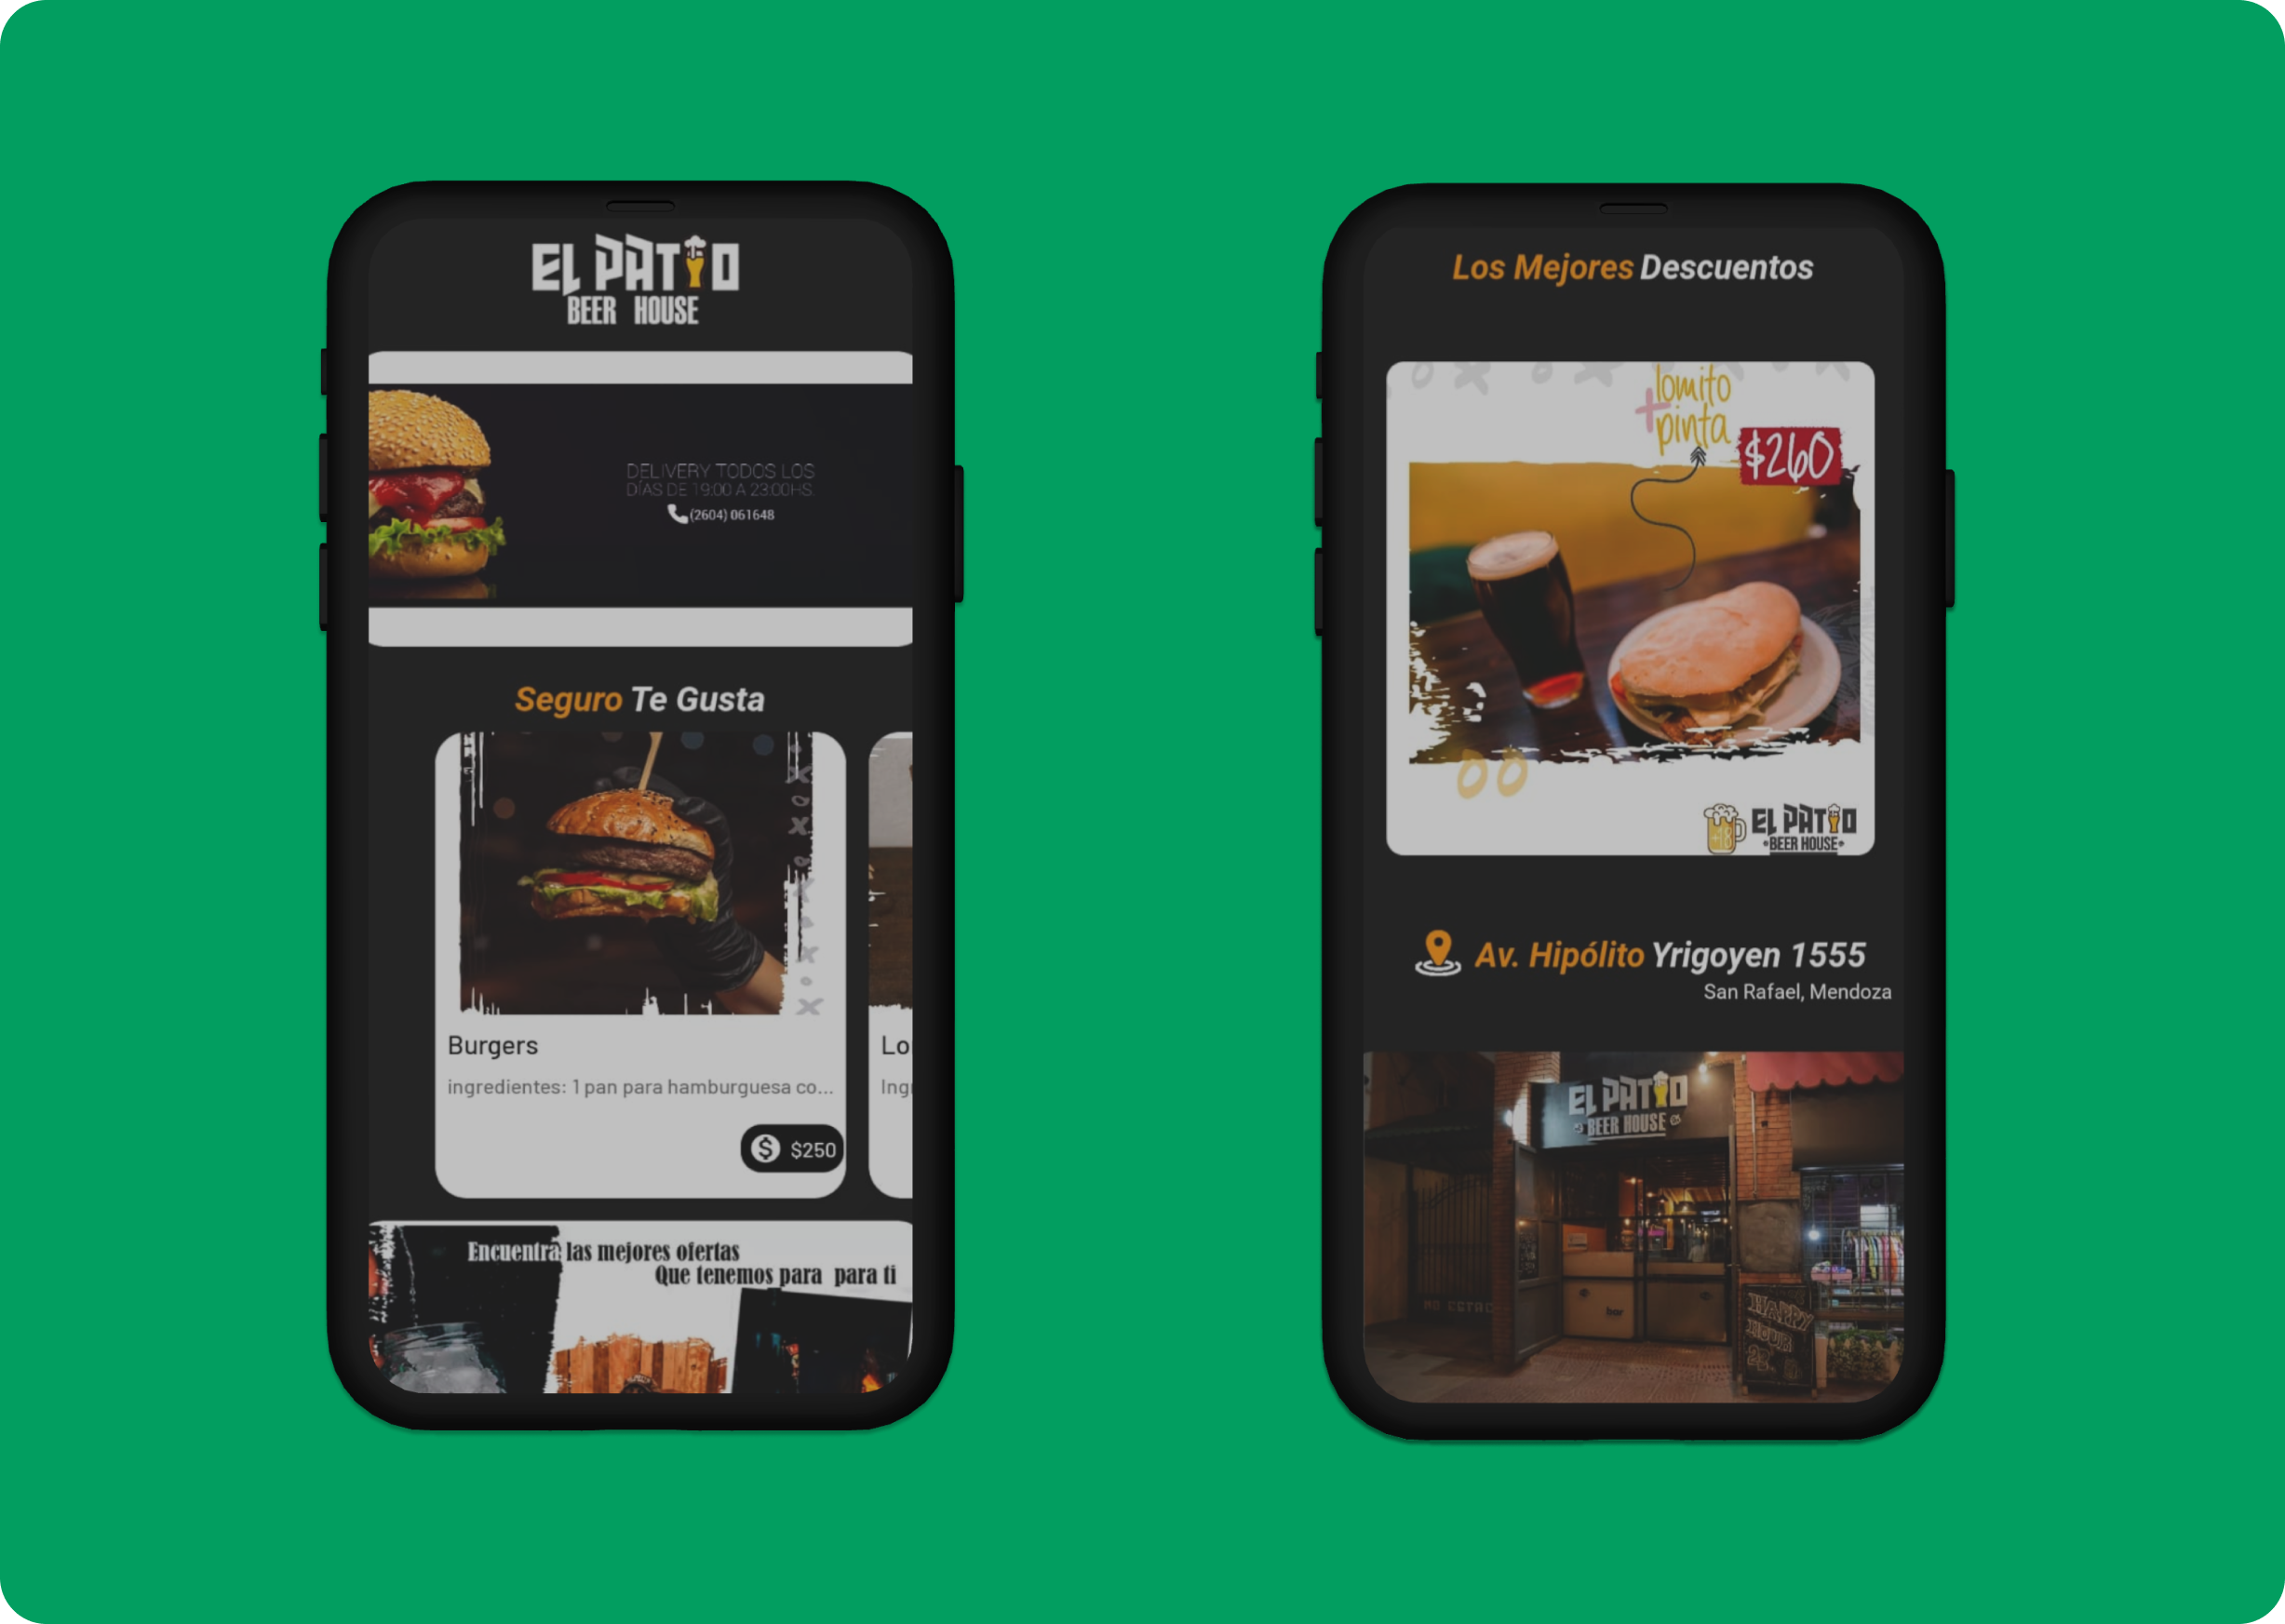 EL PATIO
BEER HOUSE
DELIVERY TODOS LOS
DÍAS DE 19:00 A 23:00HS.
(2604) 061648
Seguro Te Gusta
Burgers
ingredientes: 1 pan para hamburguesa co...
$250
Lo
Ingr
Encuentra las mejores ofertas
Que tenemos para para ti
Los Mejores Descuentos
lomito
+pinta
$260
+18
EL PATIO
BEER HOUSE
Av. Hipólito Yrigoyen 1555
San Rafael, Mendoza
EL PATIO
BEER HOUSE
bar
HAPPY
HOUR